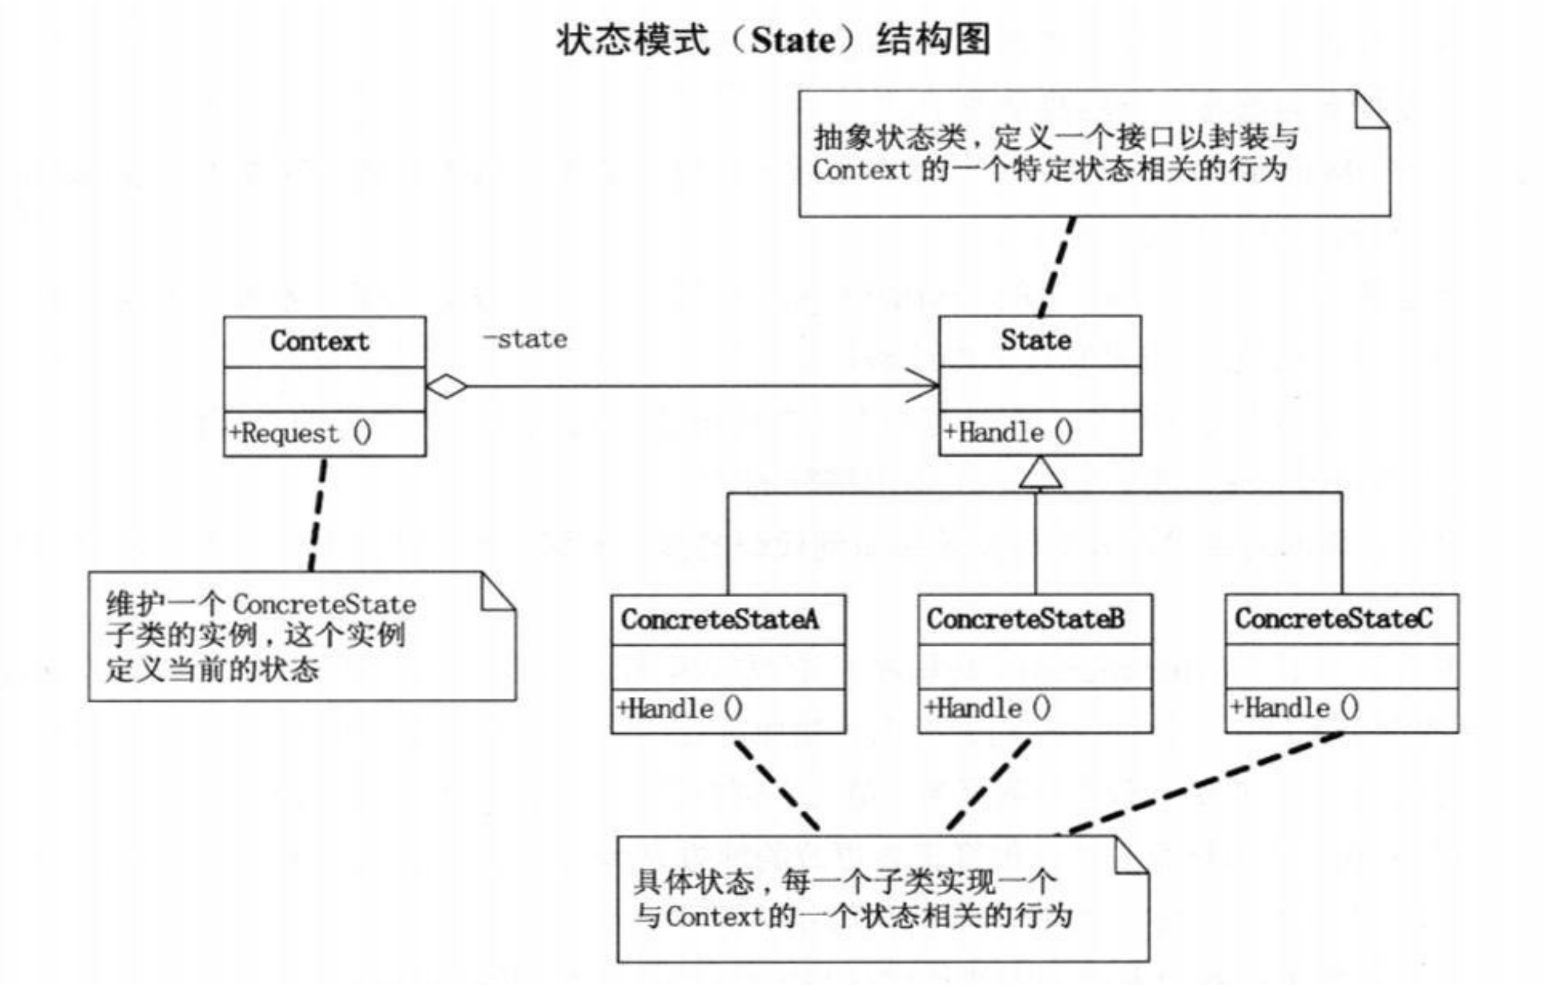 状态模式（State）结构图
抽象状态类，定义一个接口以封装与
Context 的一个特定状态相关的行为
Context
-state
State
+Request ()
+Handle ()
维护一个 ConcreteState
子类的实例，这个实例
定义当前的状态
ConcreteStateA
ConcreteStateB
ConcreteStateC
+Handle ()
+Handle ()
+Handle ()
具体状态，每一个子类实现一个
与Context的一个状态相关的行为